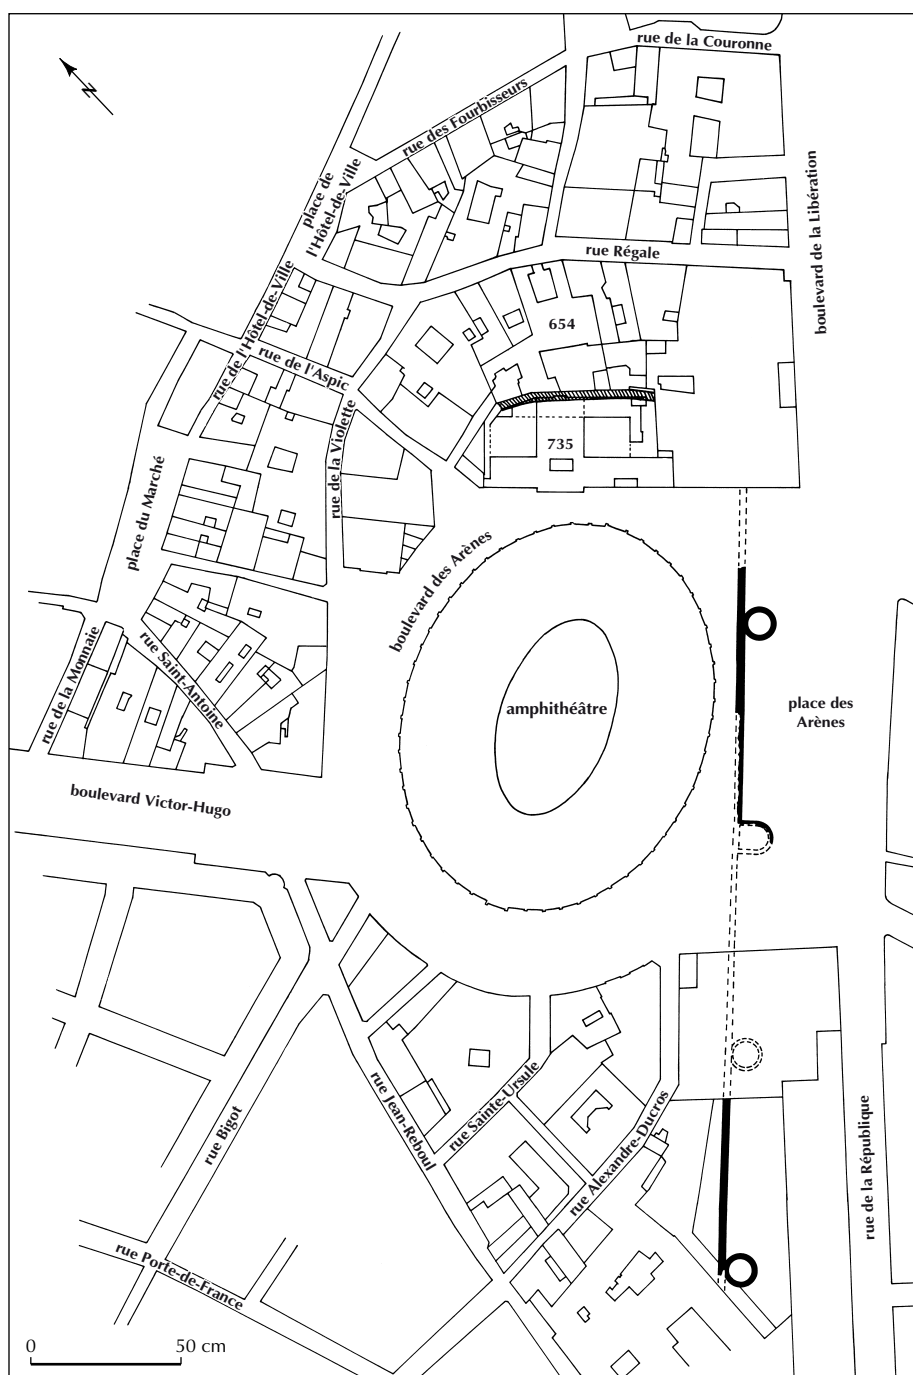 rue de la Couronne
N
rue des Fourbisseurs
place de
l'Hôtel-de-Ville
boulevard de la Libération
rue Régale
rue de l'Hôtel-de-Ville
654
rue de l'Aspic
rue de la Violette
735
place du Marché
boulevard des Arènes
rue de la Monnaie
rue Saint-Antoine
amphithéâtre
place des
Arènes
boulevard Victor-Hugo
rue Jean-Reboul
rue Sainte-Ursule
rue Bigot
rue Alexandre-Ducros
rue de la République
rue Porte-de-France
0 50 cm